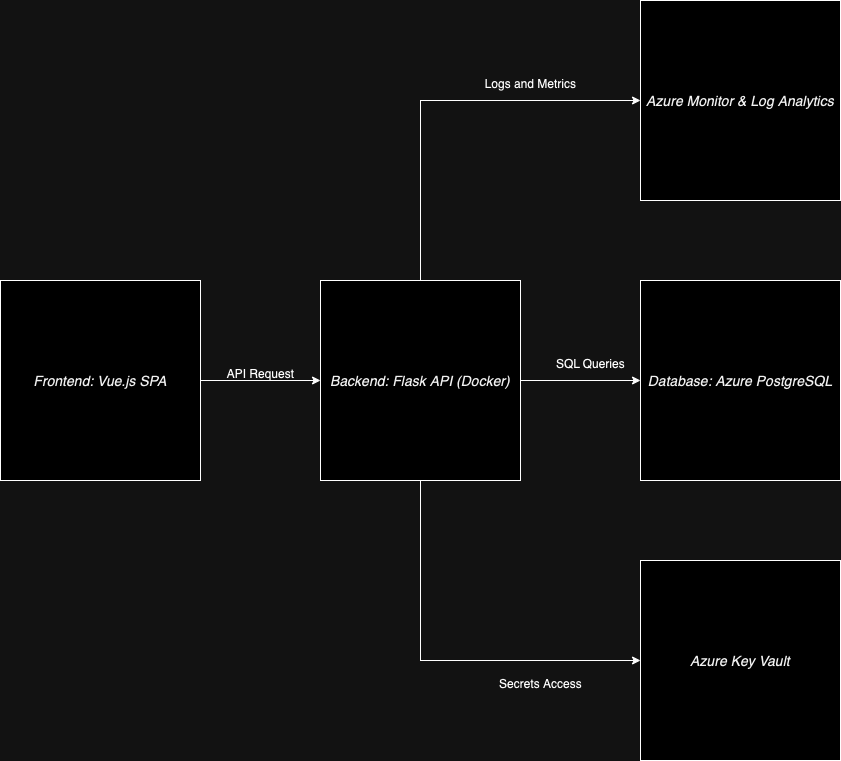 Logs and Metrics
Azure Monitor & Log Analytics
Frontend: Vue.js SPA
API Request
Backend: Flask API (Docker)
SQL Queries
Database: Azure PostgreSQL
Azure Key Vault
Secrets Access